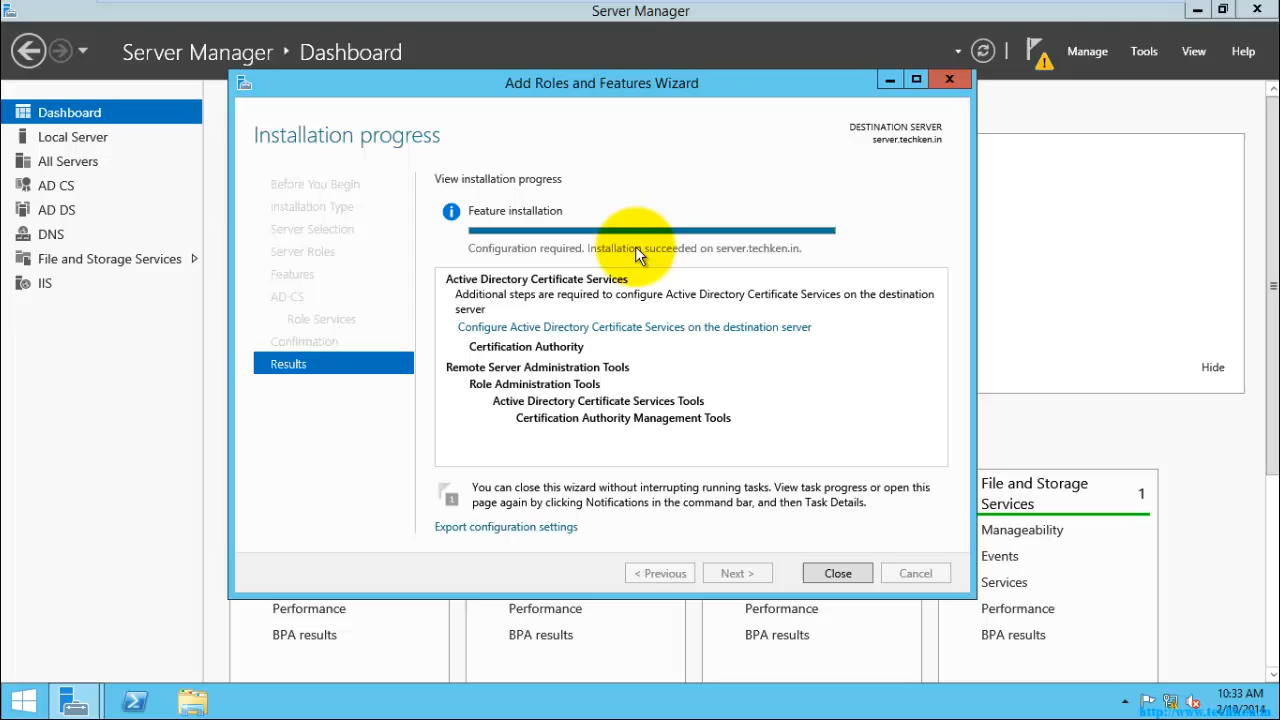 Server Manager
Server Manager • Dashboard
Manage
Tools
View
Help
Dashboard
Local Server
All Servers
AD CS
AD DS
DNS
File and Storage Services
IIS
Add Roles and Features Wizard
Installation progress
DESTINATION SERVER
server.techken.in
Before You Begin
Installation Type
Server Selection
Server Roles
Features
AD CS
Role Services
Confirmation
Results
View installation progress
Feature installation
Configuration required. Installation succeeded on server.techken.in.
Active Directory Certificate Services
Additional steps are required to configure Active Directory Certificate Services on the destination
server
Configure Active Directory Certificate Services on the destination server
Certification Authority
Remote Server Administration Tools
Role Administration Tools
Active Directory Certificate Services Tools
Certification Authority Management Tools
1
You can close this wizard without interrupting running tasks. View task progress or open this
page again by clicking Notifications in the command bar, and then Task Details.
Export configuration settings
< Previous
Next >
Close
Cancel
Hide
File and Storage
Services
1
Manageability
Events
Services
Performance
BPA results
Performance
BPA results
Performance
BPA results
Performance
BPA results
10:33 AM
http://www.techken.in